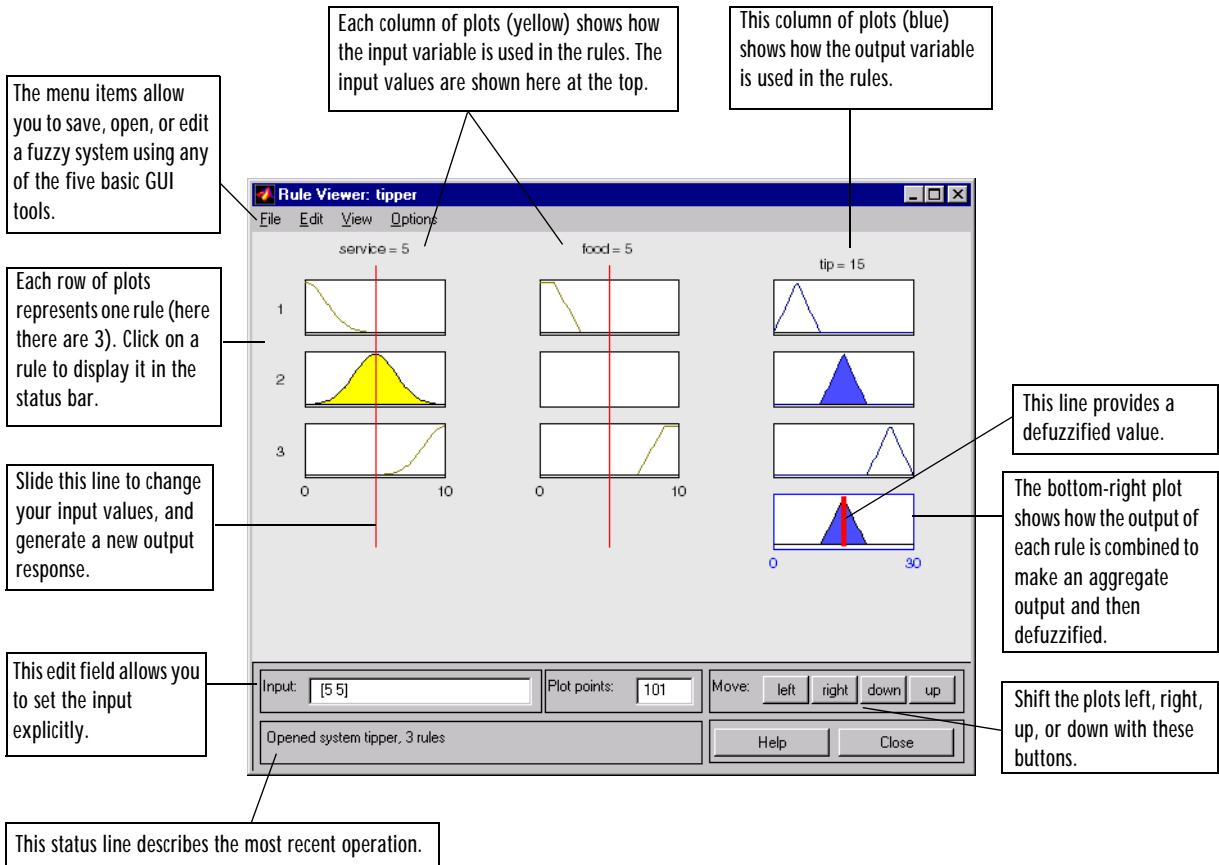 Each column of plots (yellow) shows how
the input variable is used in the rules. The
input values are shown here at the top.
This column of plots (blue)
shows how the output variable
is used in the rules.
The menu items allow
you to save, open, or edit
a fuzzy system using any
of the five basic GUI
tools.
Rule Viewer: tipper
File Edit View Options
service = 5
food = 5
tip = 15
Each row of plots
represents one rule (here
there are 3). Click on a
rule to display it in the
status bar.
1
2
3
0 10
0 10
0 30
This line provides a
defuzzified value.
Slide this line to change
your input values, and
generate a new output
response.
The bottom-right plot
shows how the output of
each rule is combined to
make an aggregate
output and then
defuzzified.
This edit field allows you
to set the input
explicitly.
Input: [5 5]
Plot points: 101
Move: left right down up
Shift the plots left, right,
up, or down with these
buttons.
Opened system tipper, 3 rules
Help Close
This status line describes the most recent operation.